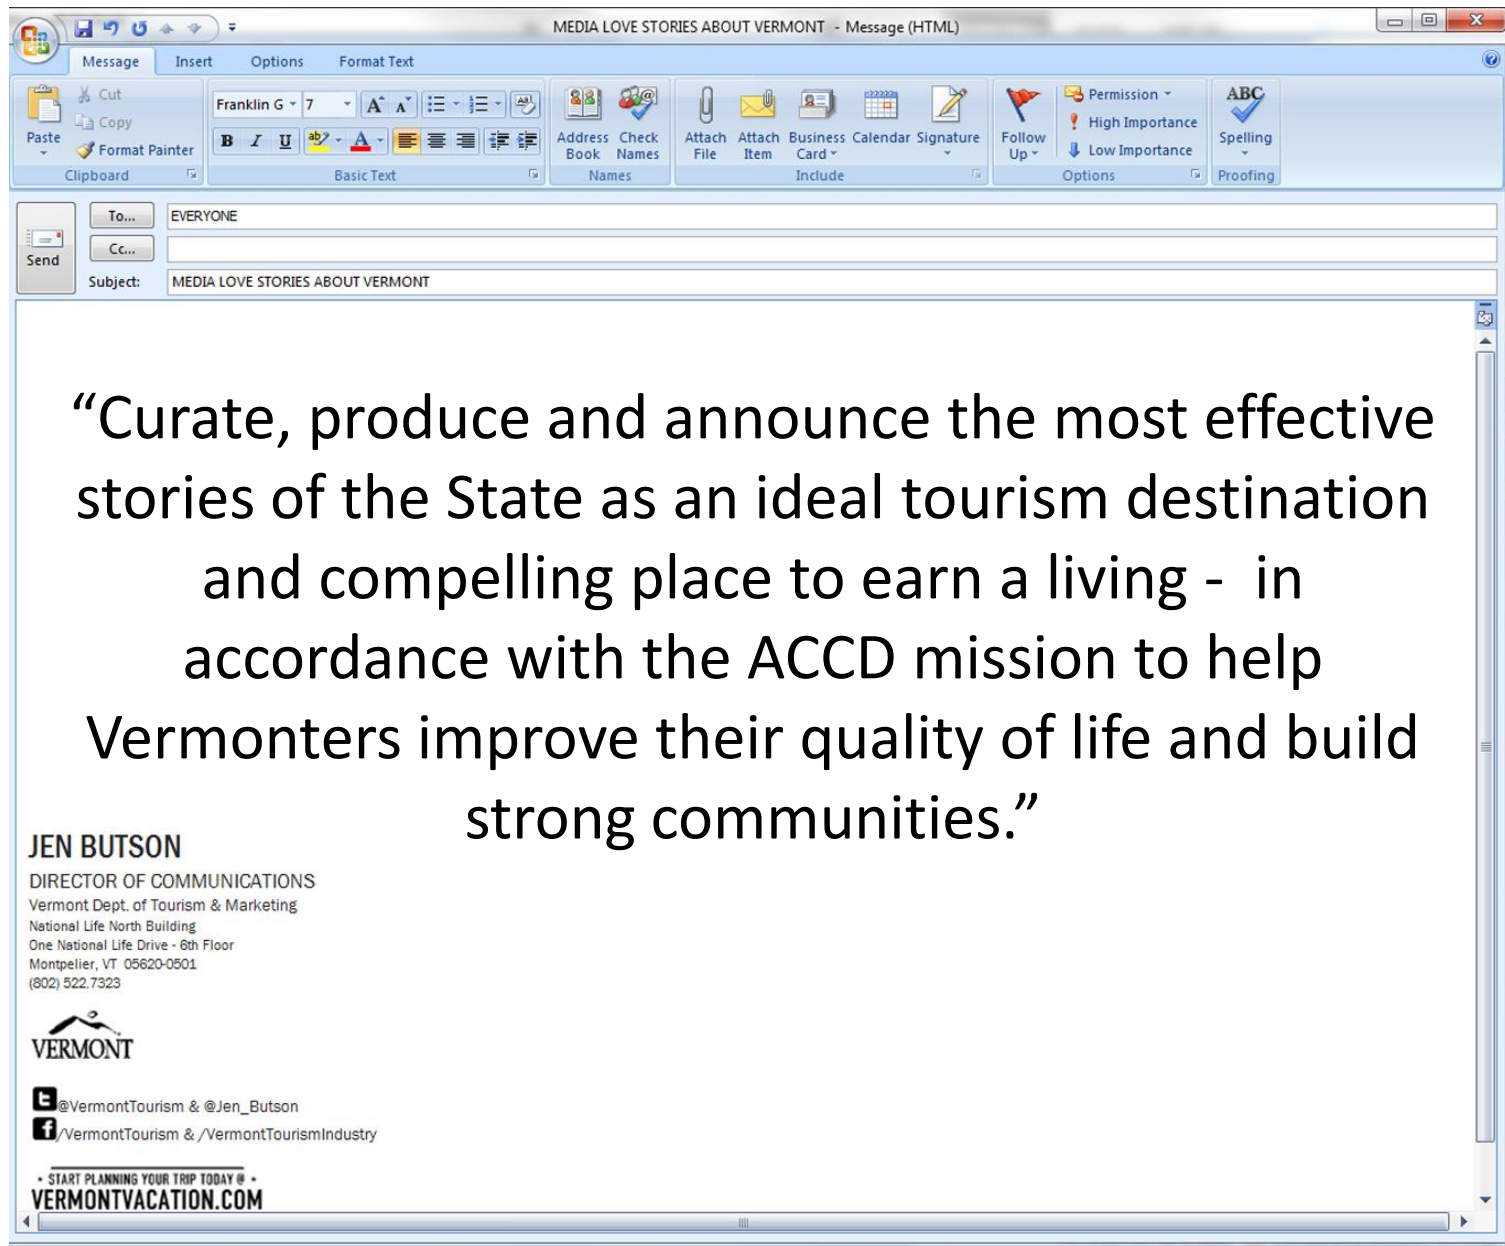 MEDIA LOVE STORIES ABOUT VERMONT - Message (HTML)
Message Insert Options Format Text
Paste
Cut
Copy
Format Painter
Clipboard
Franklin G 7
B I U
Basic Text
Address Book
Check Names
Names
Attach File
Attach Item
Business Card
Calendar
Signature
Include
Follow Up
Permission
High Importance
Low Importance
Options
ABC
Spelling
Proofing
Send
To... EVERYONE
Cc...
Subject: MEDIA LOVE STORIES ABOUT VERMONT
“Curate, produce and announce the most effective
stories of the State as an ideal tourism destination
and compelling place to earn a living - in
accordance with the ACCD mission to help
Vermonters improve their quality of life and build
strong communities.”
JEN BUTSON
DIRECTOR OF COMMUNICATIONS
Vermont Dept. of Tourism & Marketing
National Life North Building
One National Life Drive - 6th Floor
Montpelier, VT 05620-0501
(802) 522.7323
VERMONT
@VermontTourism & @Jen_Butson
/VermontTourism & /VermontTourismIndustry
• START PLANNING YOUR TRIP TODAY @ •
VERMONTVACATION.COM